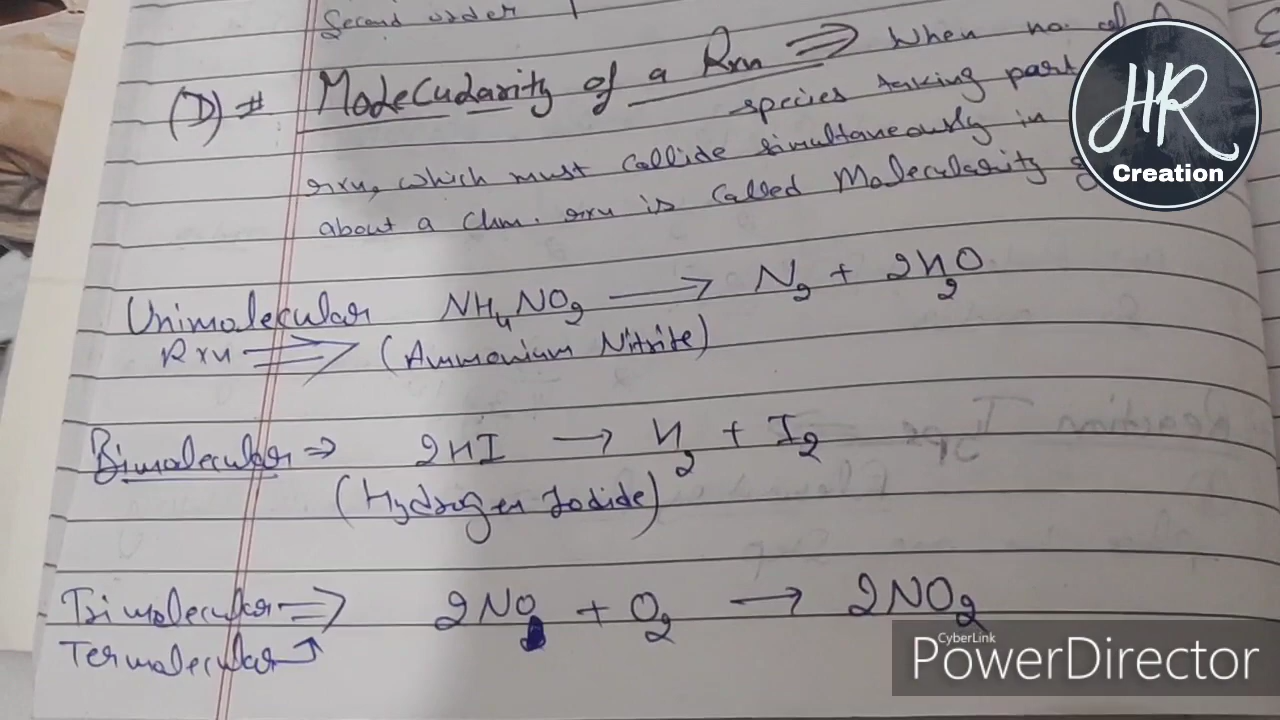 Second order
(D) # Molecularity of a Rxn ⇒ When no. of
species taking part
rxn, which must collide simultaneously in
about a chm. rxn is called Molecularity
Unimolecular NH4NO2 → N2 + 2H2O
Rxn ⇒ (Ammonium Nitrite)
Bimolecular ⇒ 2HI → H2 + I2
(Hydrogen Iodide)
Trimolecular ⇒ 2NO + O2 → 2NO2
Termolecular
HR
Creation
CyberLink
PowerDirector